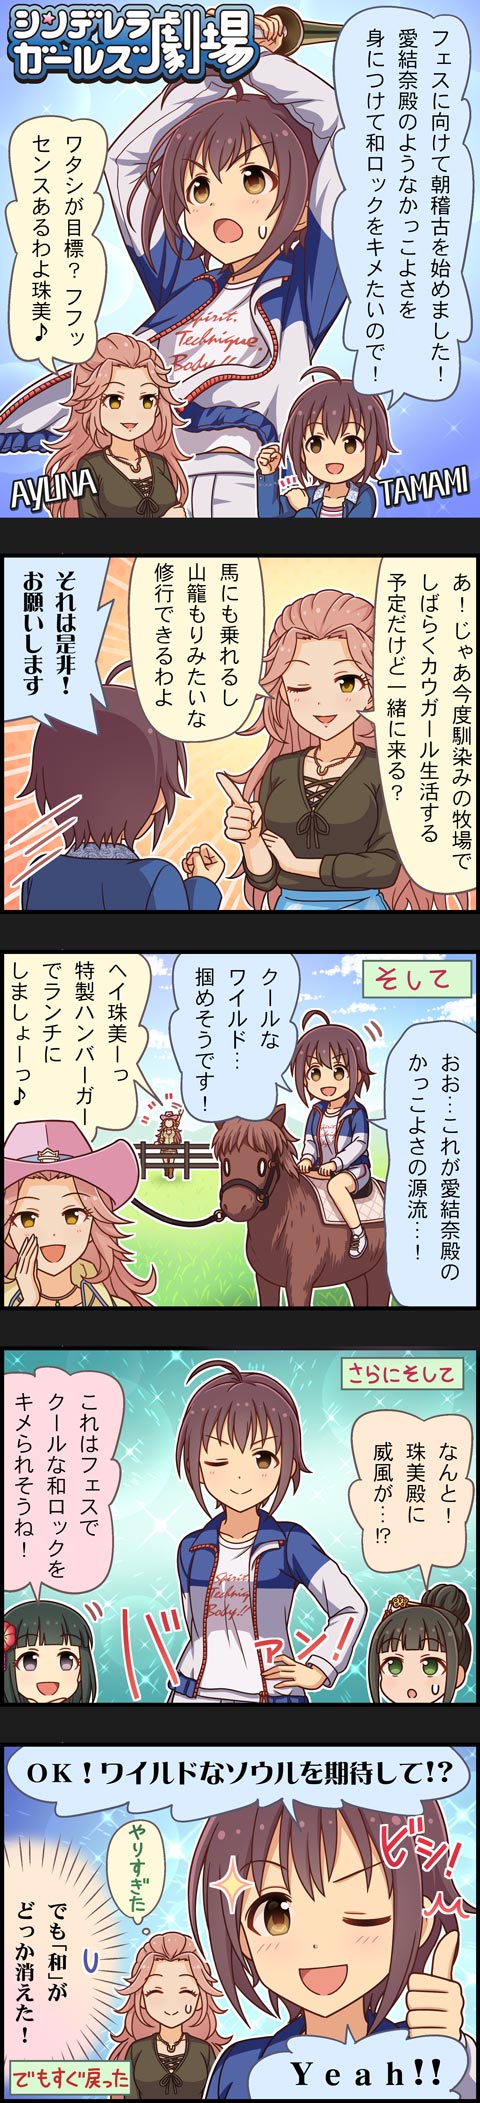 シンデレラ
ガールズ劇場
フェスに向けて朝稽古を始めました！
愛結奈殿のようなかっこよさを
身につけて和ロックをキメたいので！
ワタシが目標？フフッ
センスあるわよ珠美♪
Spirit.
Technique.
Body!!
AYUNA
TAMAMI
あ！じゃあ今度馴染みの牧場で
しばらくカウガール生活する
予定だけど一緒に来る？
馬にも乗れるし
山籠もりみたいな
修行できるわよ
それは是非！
お願いします
そして
おお…これが愛結奈殿の
かっこよさの源流…！
クールな
ワイルド…
掴めそうです！
ヘイ珠美ーっ
特製ハンバーガー
でランチに
しましょーっ♪
さらにそして
なんと！
珠美殿に
威風が…!?
Spirit.
Techniq
Body!!
バァン！
これはフェスで
クールな和ロックを
キメられそうね！
OK！ワイルドなソウルを期待して!?
ビシ！
やりすぎた
でも「和」が
どっか消えた！
Yeah!!
でもすぐ戻った